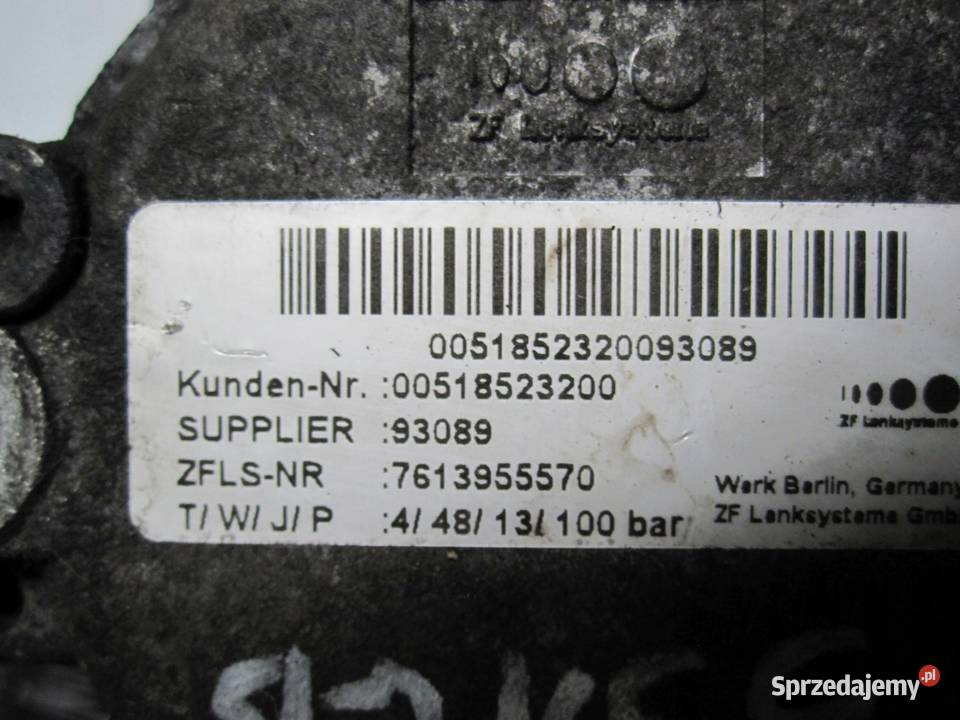 ZF Lenksysteme
0051852320093089
Kunden-Nr. :00518523200
ZF Lenksysteme
SUPPLIER :93089
ZFLS-NR :7613955570
Werk Berlin, Germany
T/ W/ J/ P :4/ 48/ 13/ 100 bar
ZF Lenksysteme Gmb
Sprzedajemy.pl